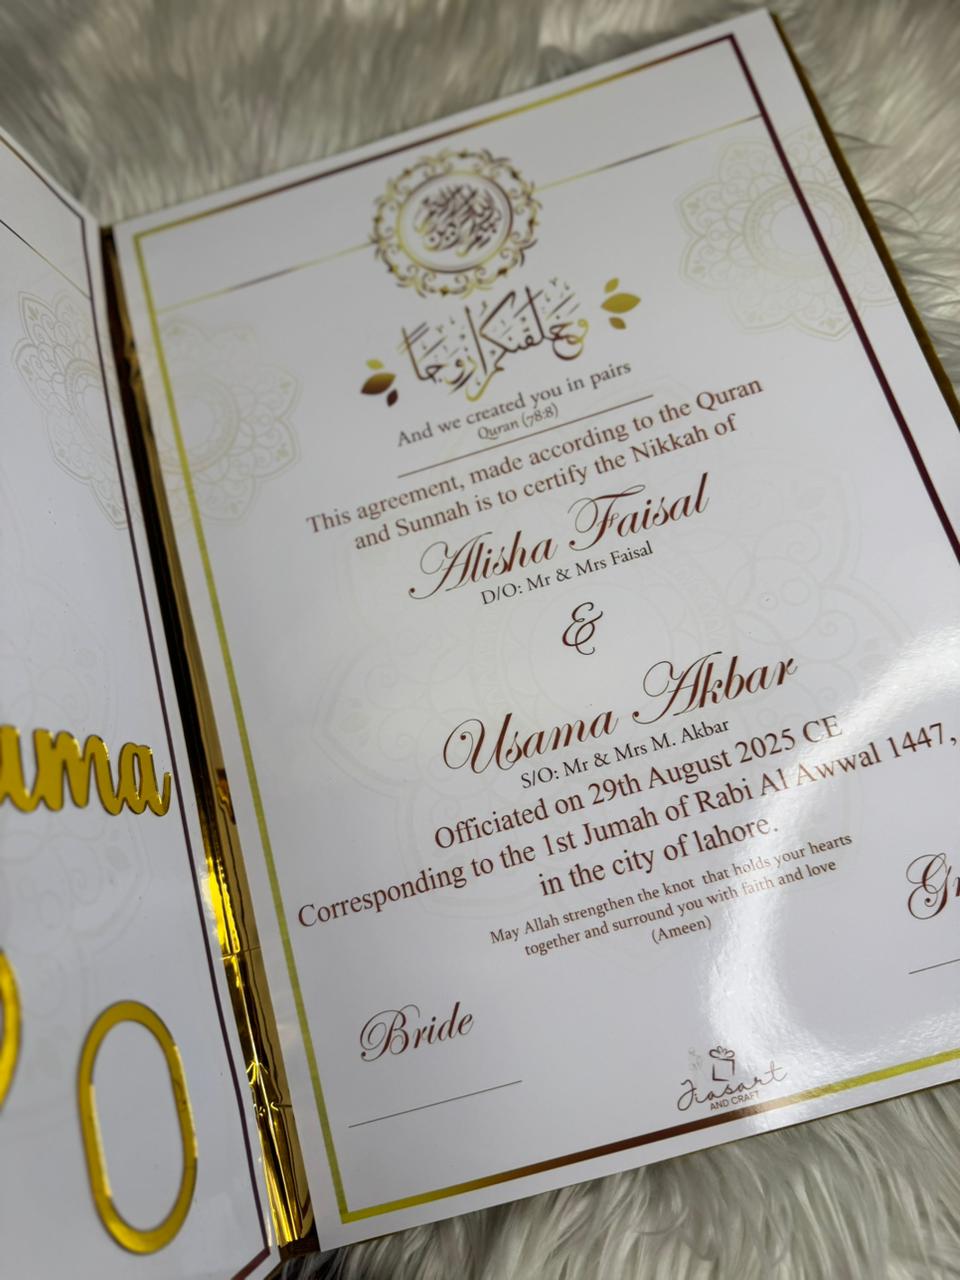 وخلقنكم ازوجا
And we created you in pairs
Quran (78:8)
This agreement, made according to the Quran
and Sunnah is to certify the Nikkah of
Alisha Faisal
D/O: Mr & Mrs Faisal
&
Usama Akbar
S/O: Mr & Mrs M. Akbar
Officiated on 29th August 2025 CE
Corresponding to the 1st Jumah of Rabi Al Awwal 1447,
in the city of lahore.
May Allah strengthen the knot that holds your hearts
together and surround you with faith and love
(Ameen)
Bride
AND CRAFT